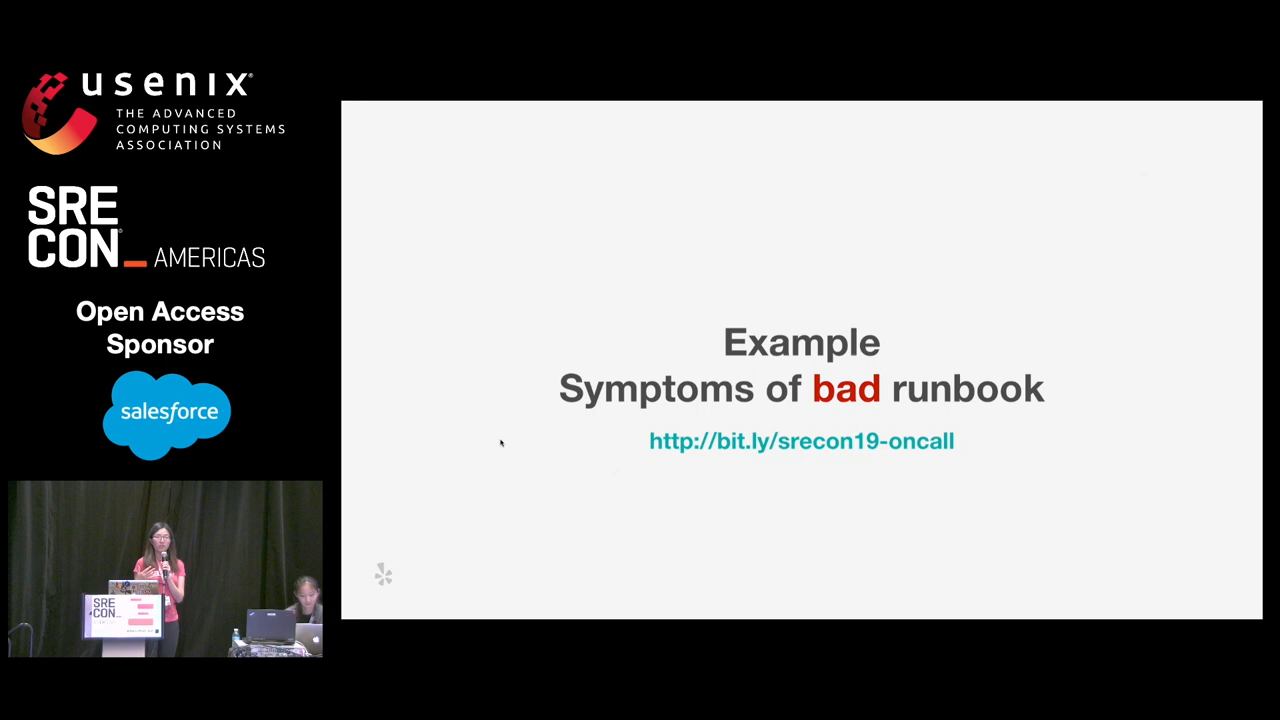 usenix®
THE ADVANCED
COMPUTING SYSTEMS
ASSOCIATION
SRE
CON®
AMERICAS
Open Access
Sponsor
salesforce
SRE
CON
Example
Symptoms of bad runbook
http://bit.ly/srecon19-oncall